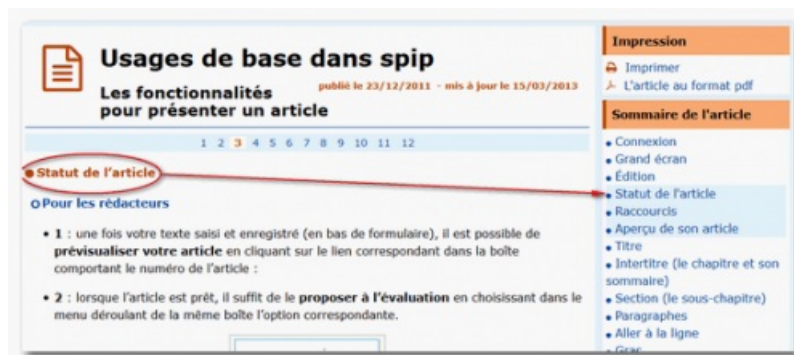 Usages de base dans spip
publié le 23/12/2011 - mis à jour le 15/03/2013
Les fonctionnalités
pour présenter un article
1 2 3 4 5 6 7 8 9 10 11 12
Statut de l'article
Pour les rédacteurs
• 1 : une fois votre texte saisi et enregistré (en bas de formulaire), il est possible de
prévisualiser votre article en cliquant sur le lien correspondant dans la boîte
comportant le numéro de l'article :
• 2 : lorsque l'article est prêt, il suffit de le proposer à l'évaluation en choisissant dans le
menu déroulant de la même boîte l'option correspondante.
Impression
Imprimer
L'article au format pdf
Sommaire de l'article
• Connexion
• Grand écran
• Édition
• Statut de l'article
• Raccourcis
• Aperçu de son article
• Titre
• Intertitre (le chapitre et son
sommaire)
• Section (le sous-chapitre)
• Paragraphes
• Aller à la ligne